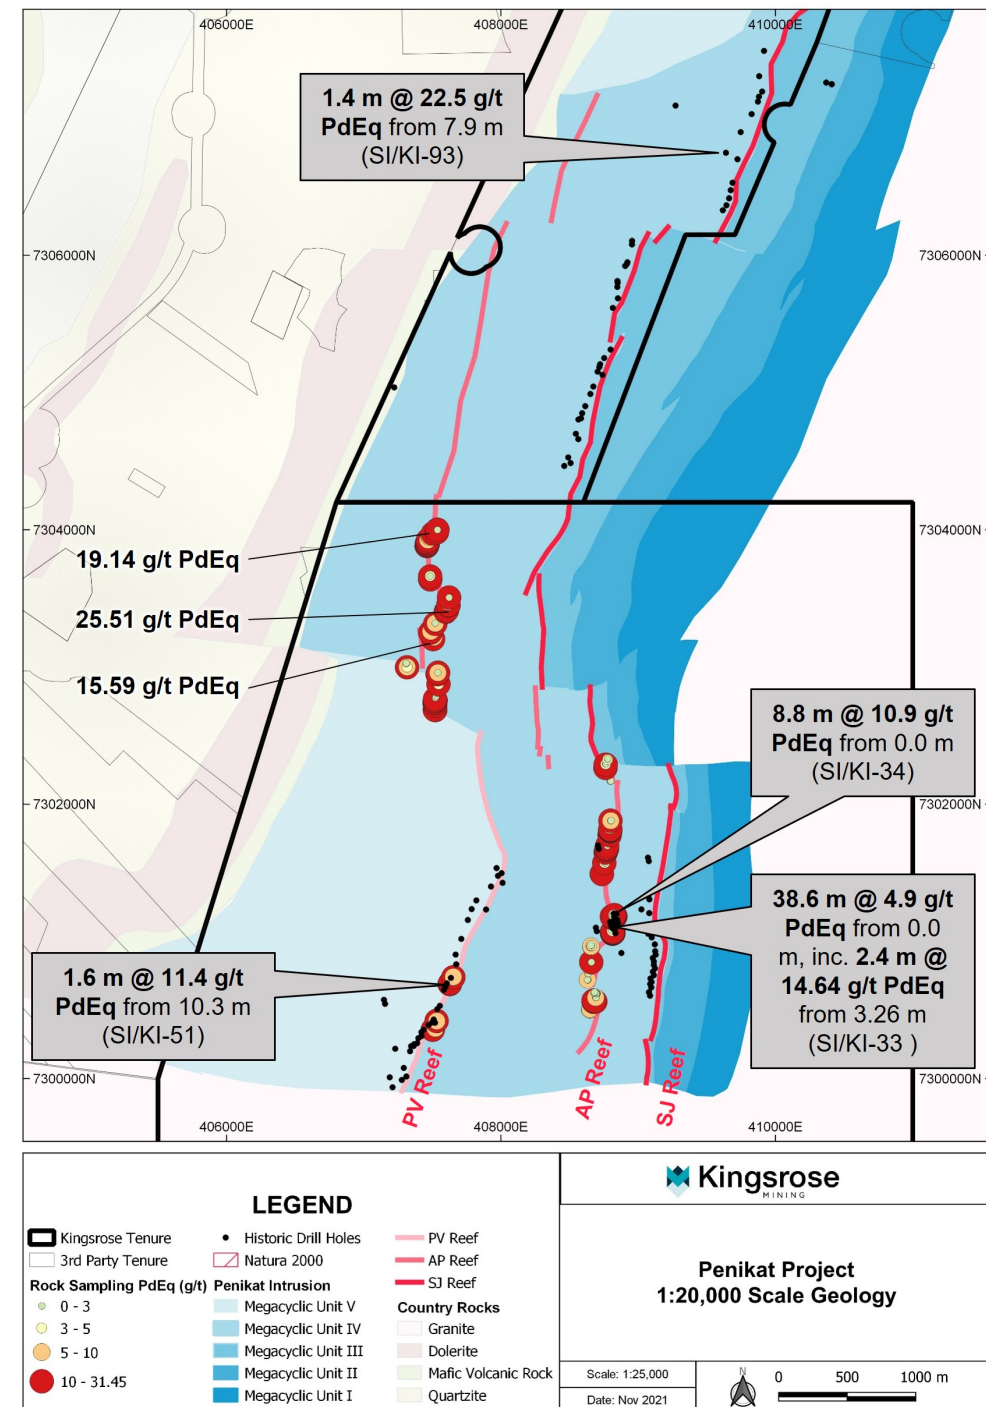 406000E
408000E
410000E
1.4 m @ 22.5 g/t
PdEq from 7.9 m
(SI/KI-93)
7306000N
7306000N
7304000N
7304000N
19.14 g/t PdEq
25.51 g/t PdEq
15.59 g/t PdEq
8.8 m @ 10.9 g/t
PdEq from 0.0 m
(SI/KI-34)
7302000N
7302000N
38.6 m @ 4.9 g/t
PdEq from 0.0
m, inc. 2.4 m @
14.64 g/t PdEq
from 3.26 m
(SI/KI-33 )
1.6 m @ 11.4 g/t
PdEq from 10.3 m
(SI/KI-51)
7300000N
7300000N
PV Reef
AP Reef
SJ Reef
406000E
408000E
410000E
LEGEND
Kingsrose Tenure
3rd Party Tenure
Rock Sampling PdEq (g/t)
0 - 3
3 - 5
5 - 10
10 - 31.45
Historic Drill Holes
Natura 2000
Penikat Intrusion
Megacyclic Unit V
Megacyclic Unit IV
Megacyclic Unit III
Megacyclic Unit II
Megacyclic Unit I
PV Reef
AP Reef
SJ Reef
Country Rocks
Granite
Dolerite
Mafic Volcanic Rock
Quartzite
Kingsrose
MINING
Penikat Project
1:20,000 Scale Geology
Scale: 1:25,000
Date: Nov 2021
N
0 500 1000 m